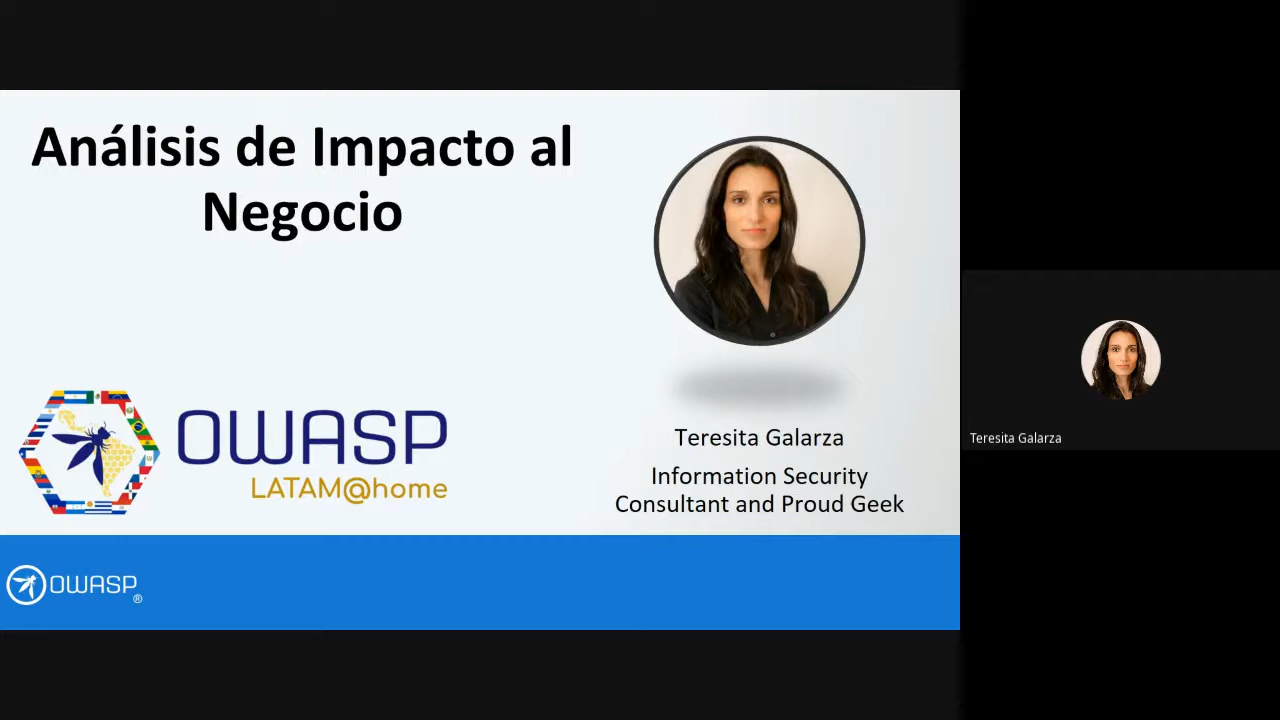 Análisis de Impacto al
Negocio
OWASP
LATAM@home
Teresita Galarza
Information Security
Consultant and Proud Geek
Teresita Galarza
OWASP®